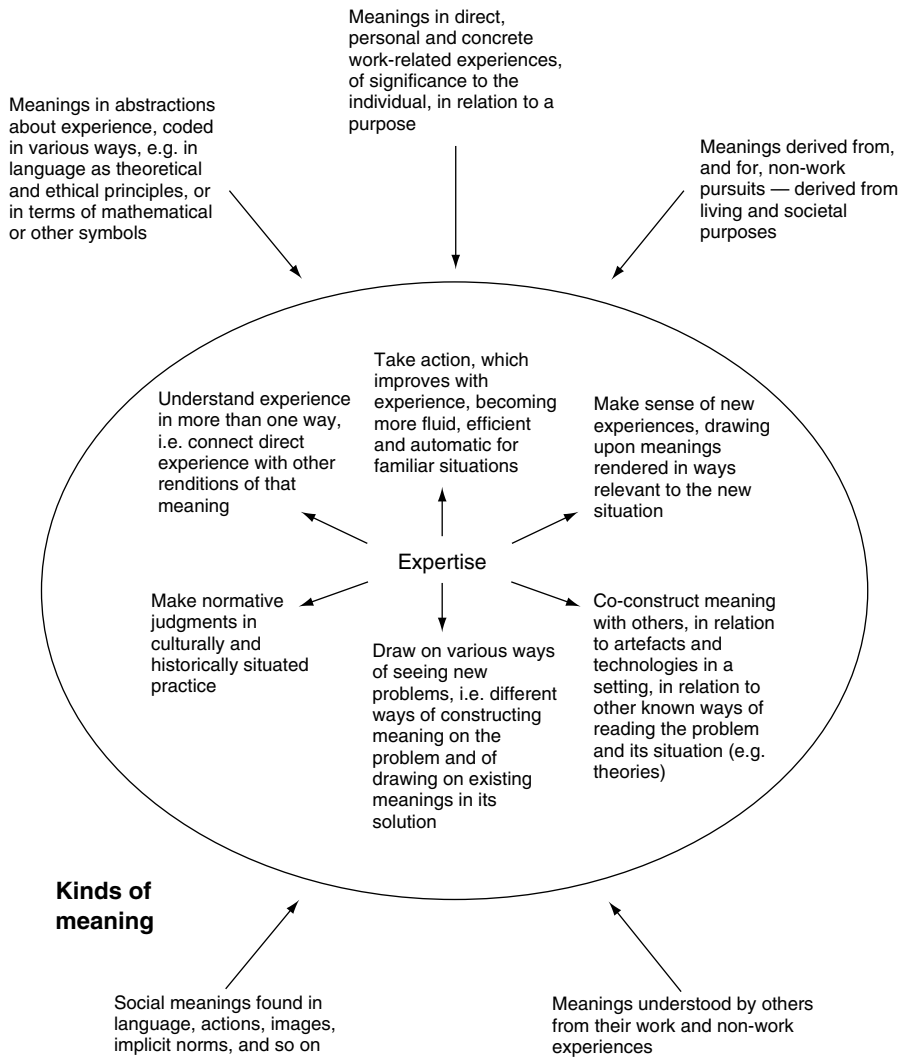 Meanings in direct,
personal and concrete
work-related experiences,
of significance to the
individual, in relation to a
purpose
Meanings in abstractions
about experience, coded
in various ways, e.g. in
language as theoretical
and ethical principles, or
in terms of mathematical
or other symbols
Meanings derived from,
and for, non-work
pursuits — derived from
living and societal
purposes
Understand experience
in more than one way,
i.e. connect direct
experience with other
renditions of that
meaning
Take action, which
improves with
experience, becoming
more fluid, efficient
and automatic for
familiar situations
Make sense of new
experiences, drawing
upon meanings
rendered in ways
relevant to the new
situation
Expertise
Make normative
judgments in
culturally and
historically situated
practice
Draw on various ways
of seeing new
problems, i.e. different
ways of constructing
meaning on the
problem and of
drawing on existing
meanings in its
solution
Co-construct meaning
with others, in relation
to artefacts and
technologies in a
setting, in relation to
other known ways of
reading the problem
and its situation (e.g.
theories)
Kinds of
meaning
Social meanings found in
language, actions, images,
implicit norms, and so on
Meanings understood by others
from their work and non-work
experiences